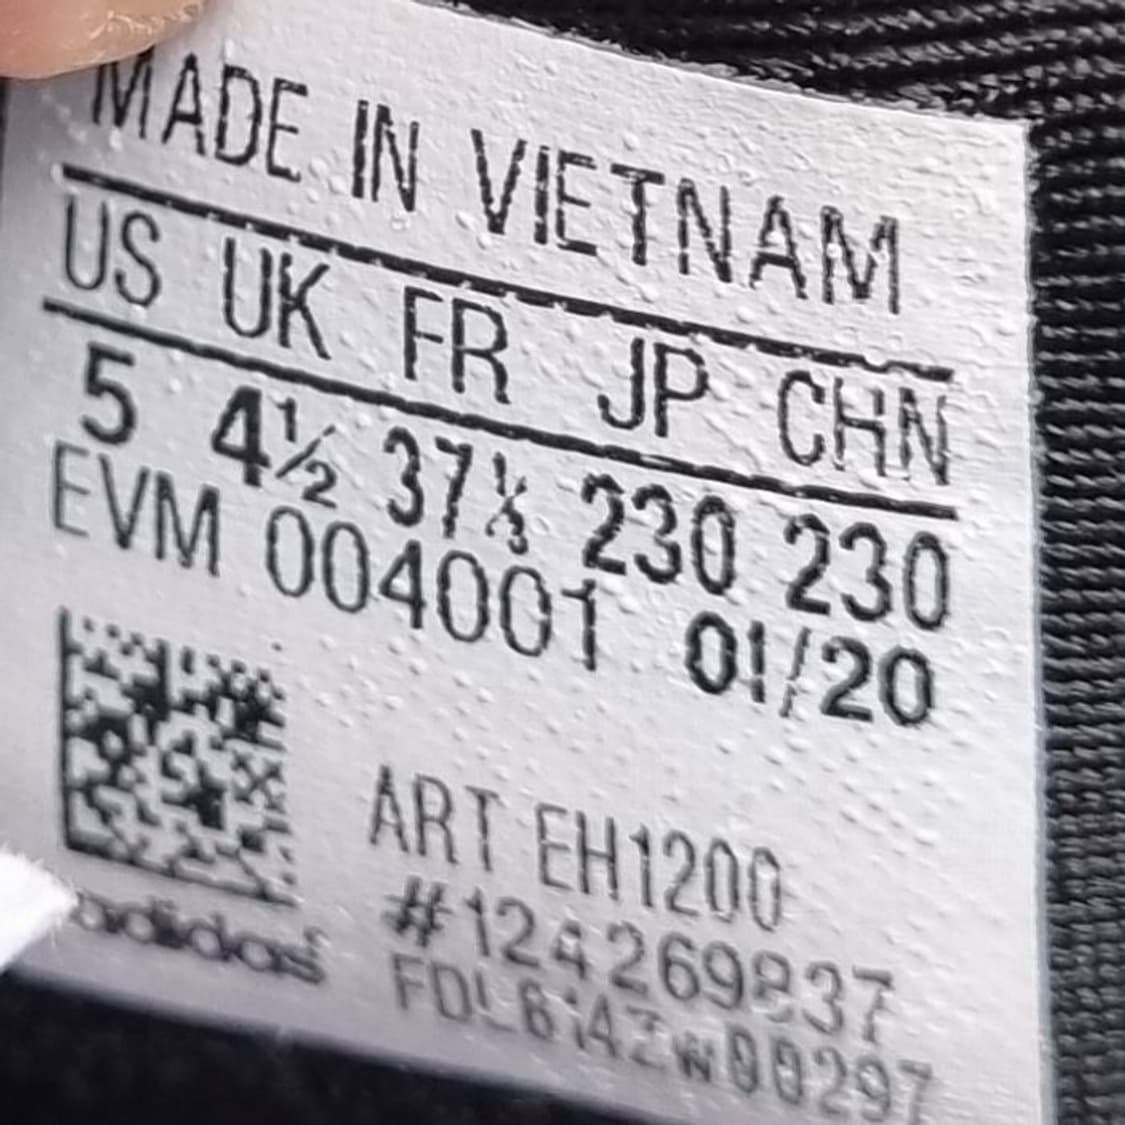 MADE IN VIETNAM
US UK FR JP CHN
5 4½ 37⅓ 230 230
EVM 004001 01/20
ART EH1200
#124269837
adidas